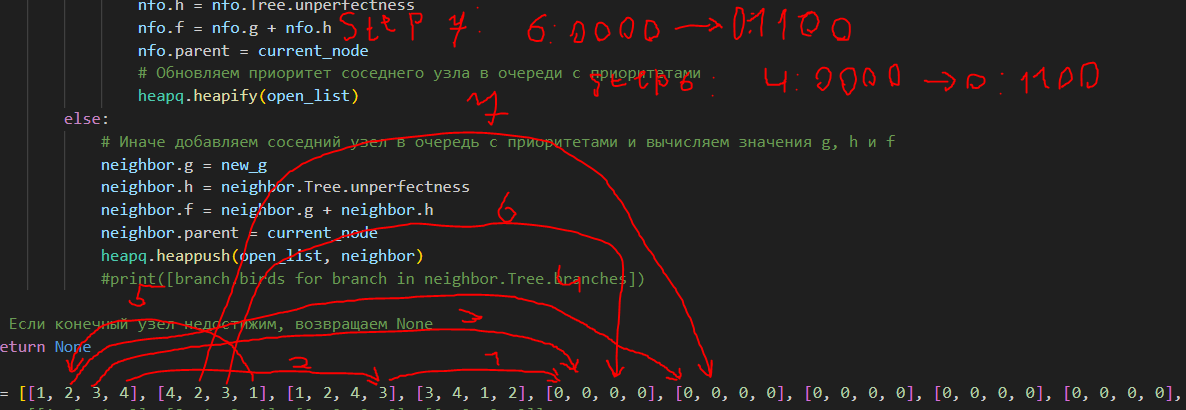 nfo.h = nfo.Tree.unperfectness
nfo.f = nfo.g + nfo.h
Step 7: 6:0000 → 0:1100
nfo.parent = current_node
# Обновляем приоритет соседнего узла в очереди с приоритетами
4:0000 → 0:1100
heapq.heapify(open_list)
7
else:
# Иначе добавляем соседний узел в очередь с приоритетами и вычисляем значения g, h и f
neighbor.g = new_g
neighbor.h = neighbor.Tree.unperfectness
neighbor.f = neighbor.g + neighbor.h
6
neighbor.parent = current_node
heapq.heappush(open_list, neighbor)
#print([branch.birds for branch in neighbor.Tree.branches])
4
5
Если конечный узел недостижим, возвращаем None
3
eturn None
2
1
= [[1, 2, 3, 4], [4, 2, 3, 1], [1, 2, 4, 3], [3, 4, 1, 2], [0, 0, 0, 0], [0, 0, 0, 0], [0, 0, 0, 0], [0, 0, 0, 0], [0, 0, 0, 0],